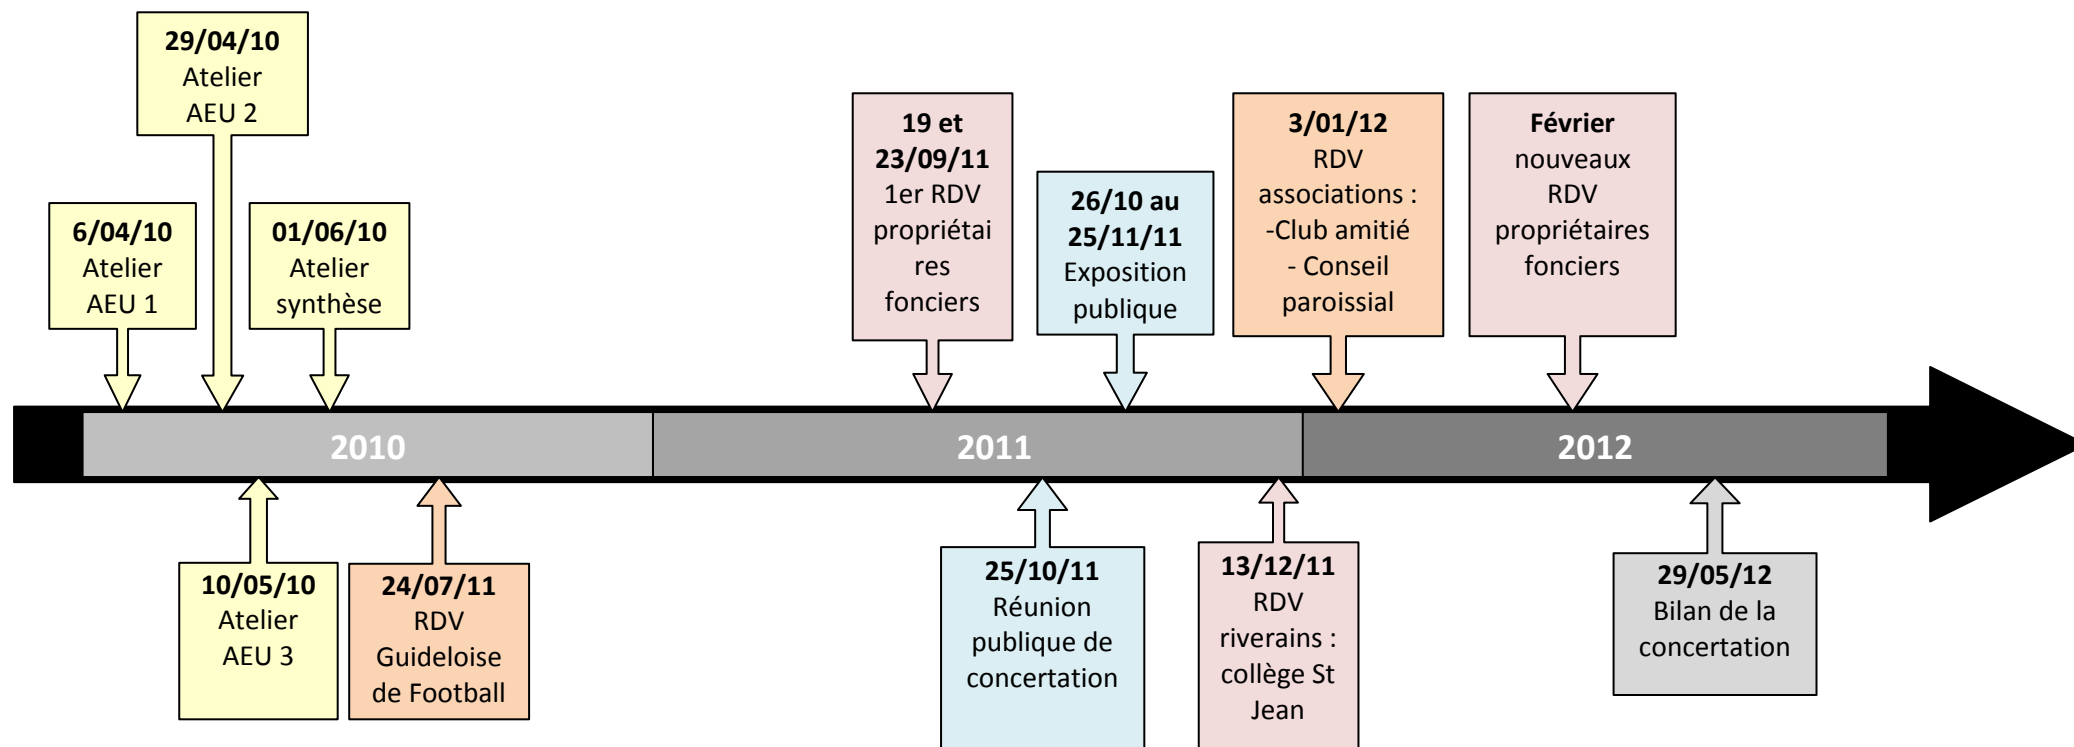 29/04/10
Atelier
AEU 2
6/04/10
Atelier
AEU 1
01/06/10
Atelier
synthèse
19 et
23/09/11
1er RDV
propriétai
res
fonciers
26/10 au
25/11/11
Exposition
publique
3/01/12
RDV
associations :
-Club amitié
- Conseil
paroissial
Février
nouveaux
RDV
propriétaires
fonciers
2010
2011
2012
10/05/10
Atelier
AEU 3
24/07/11
RDV
Guideloise
de Football
25/10/11
Réunion
publique de
concertation
13/12/11
RDV
riverains :
collège St
Jean
29/05/12
Bilan de la
concertation